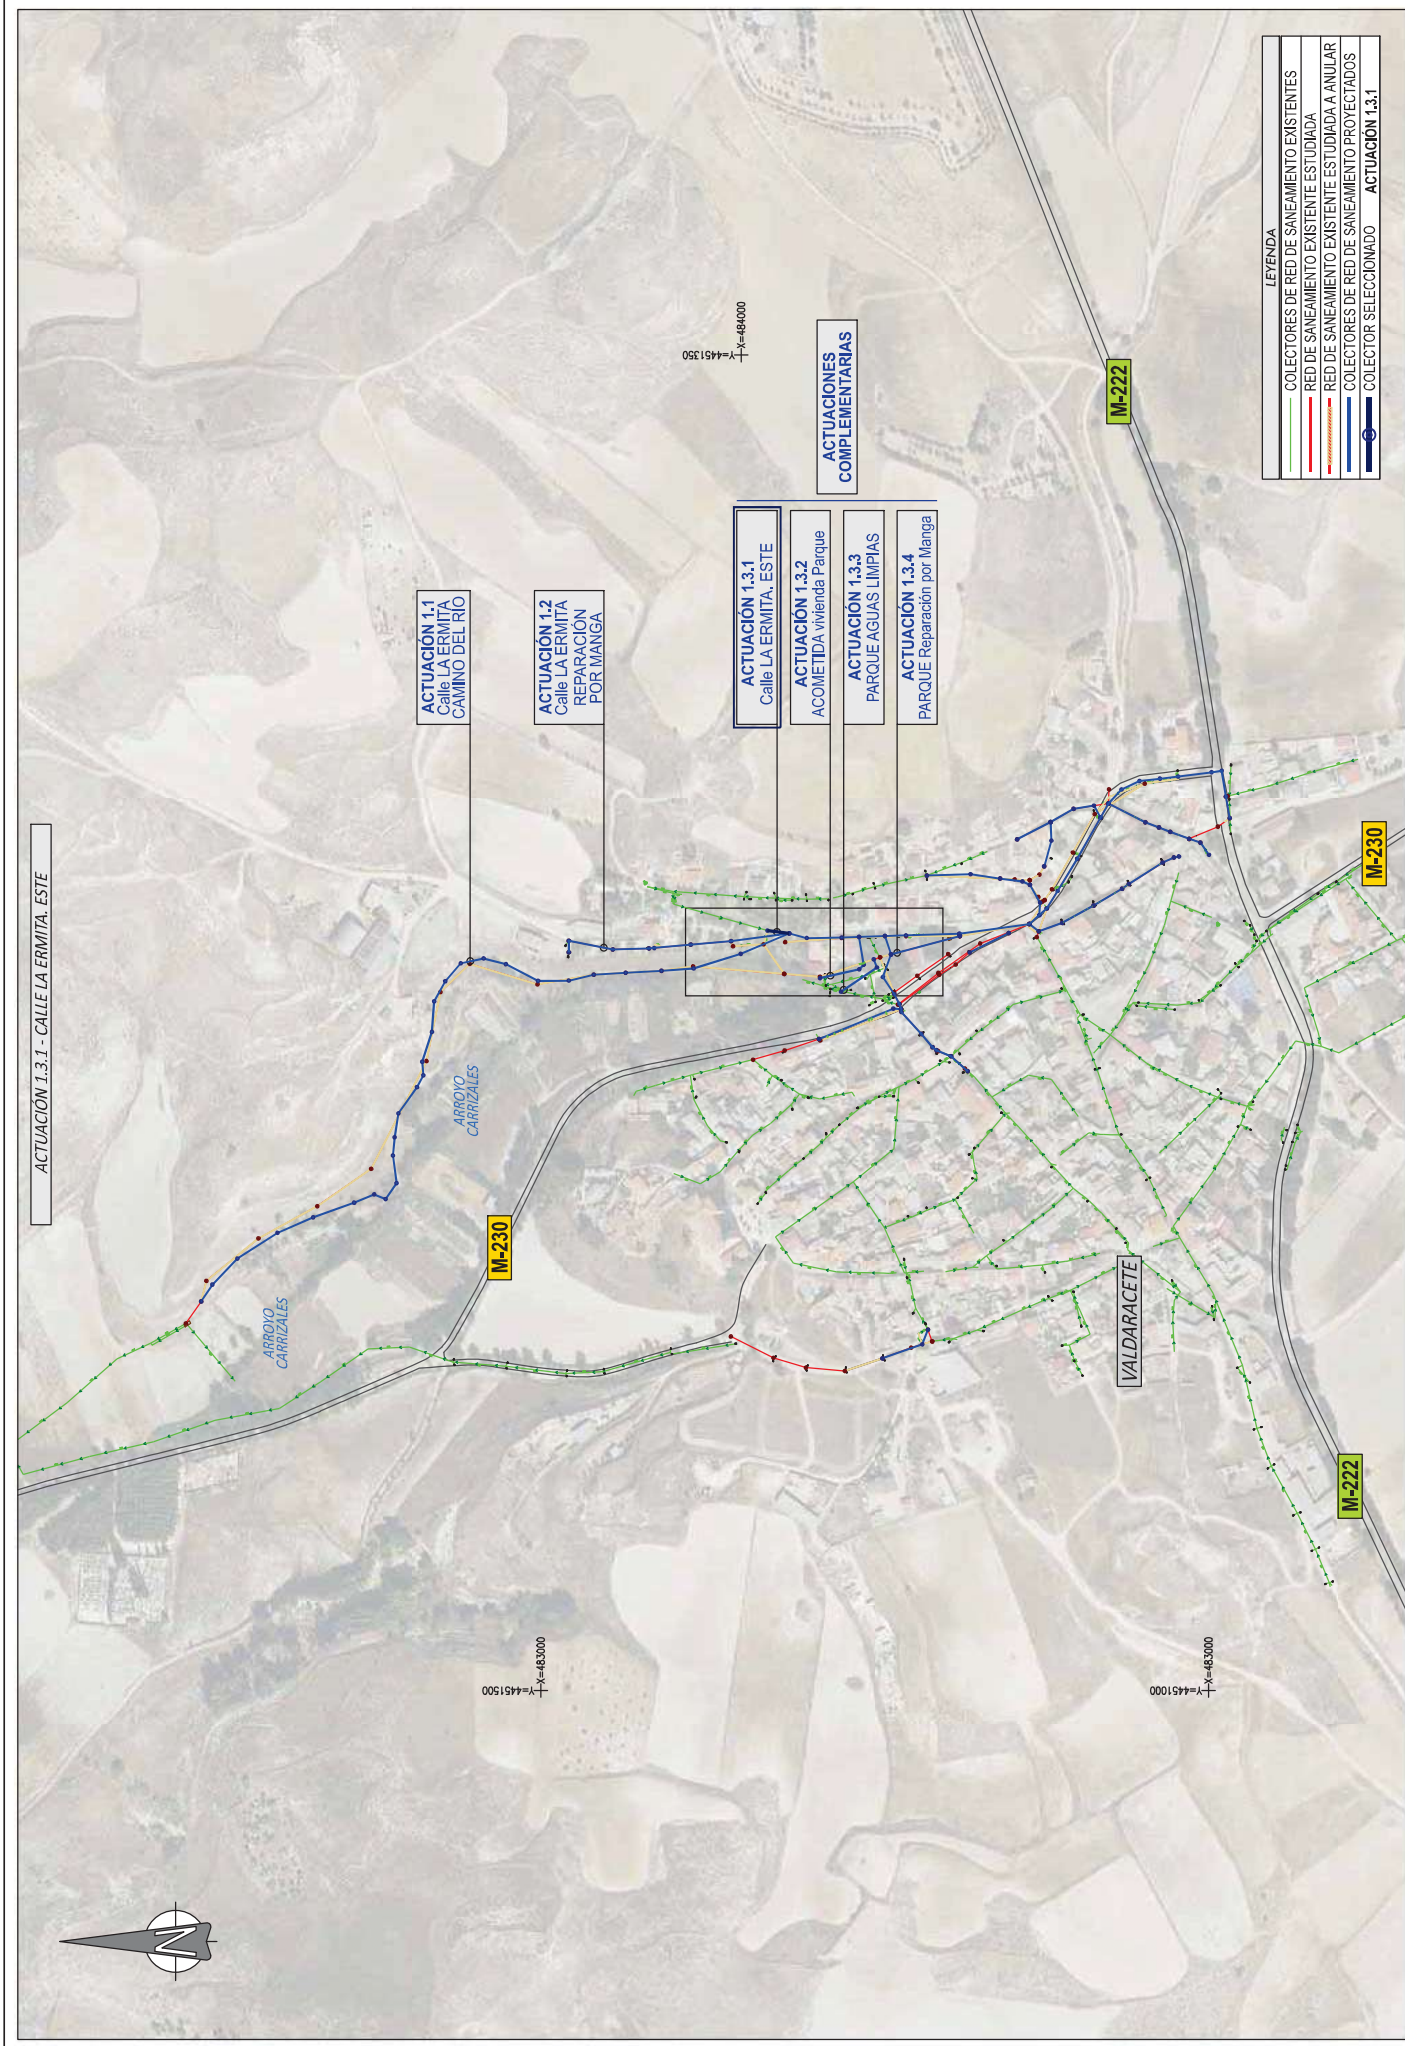 ACTUACIÓN 1.3.1 - CALLE LA ERMITA. ESTE
ACTUACIÓN 1.1
Calle LA ERMITA
CAMINO DEL RÍO
ACTUACIÓN 1.2
Calle LA ERMITA
REPARACIÓN
POR MANGA
ACTUACIÓN 1.3.1
Calle LA ERMITA. ESTE
ACTUACIÓN 1.3.2
ACOMETIDA vivienda Parque
ACTUACIÓN 1.3.3
PARQUE AGUAS LIMPIAS
ACTUACIÓN 1.3.4
PARQUE Reparación por Manga
ACTUACIONES
COMPLEMENTARIAS
Y=4451350
X=484000
M-222
LEYENDA
COLECTORES DE RED DE SANEAMIENTO EXISTENTES
RED DE SANEAMIENTO EXISTENTE ESTUDIADA
RED DE SANEAMIENTO EXISTENTE ESTUDIADA A ANULAR
COLECTORES DE RED DE SANEAMIENTO PROYECTADOS
COLECTOR SELECCIONADO ACTUACIÓN 1.3.1
ARROYO
CARRIZALES
ARROYO
CARRIZALES
M-230
M-230
VALDARACETE
M-222
Y=4451500
X=483000
Y=4451000
X=483000
N